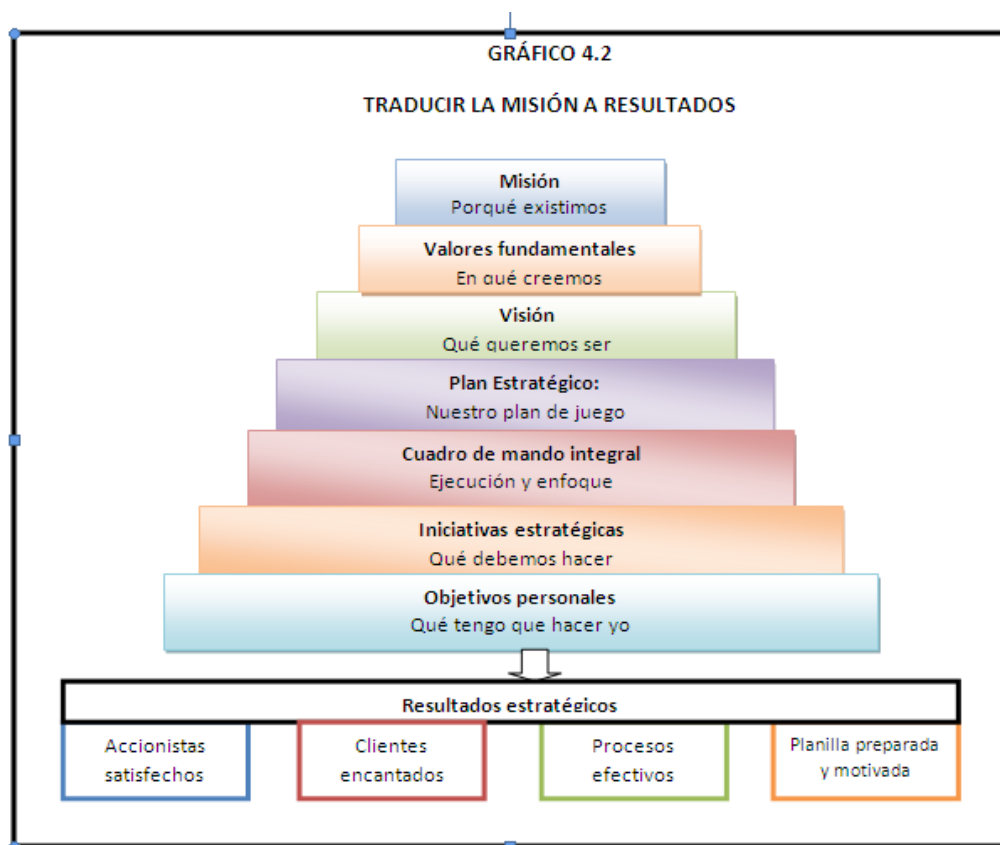 GRÁFICO 4.2
TRADUCIR LA MISIÓN A RESULTADOS
Misión
Porqué existimos
Valores fundamentales
En qué creemos
Visión
Qué queremos ser
Plan Estratégico:
Nuestro plan de juego
Cuadro de mando integral
Ejecución y enfoque
Iniciativas estratégicas
Qué debemos hacer
Objetivos personales
Qué tengo que hacer yo
Resultados estratégicos
Accionistas
satisfechos
Clientes
encantados
Procesos
efectivos
Planilla preparada
y motivada